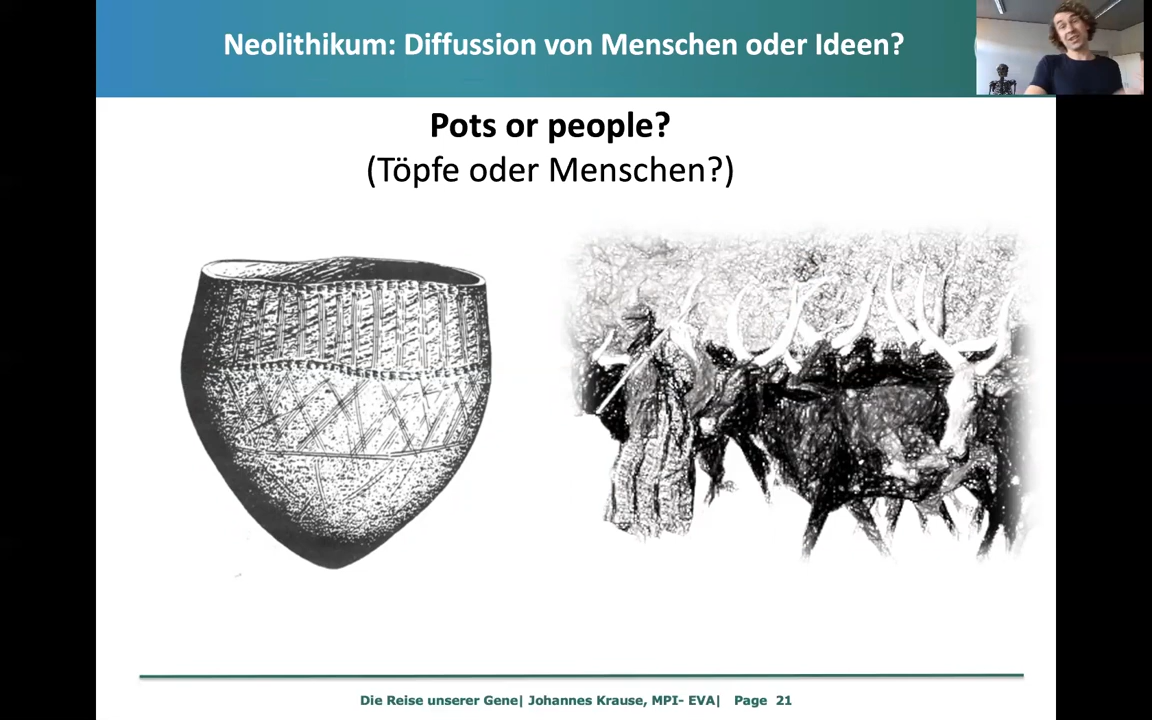 Neolithikum: Diffussion von Menschen oder Ideen?
Pots or people?
(Töpfe oder Menschen?)
Die Reise unserer Gene| Johannes Krause, MPI- EVA| Page 21